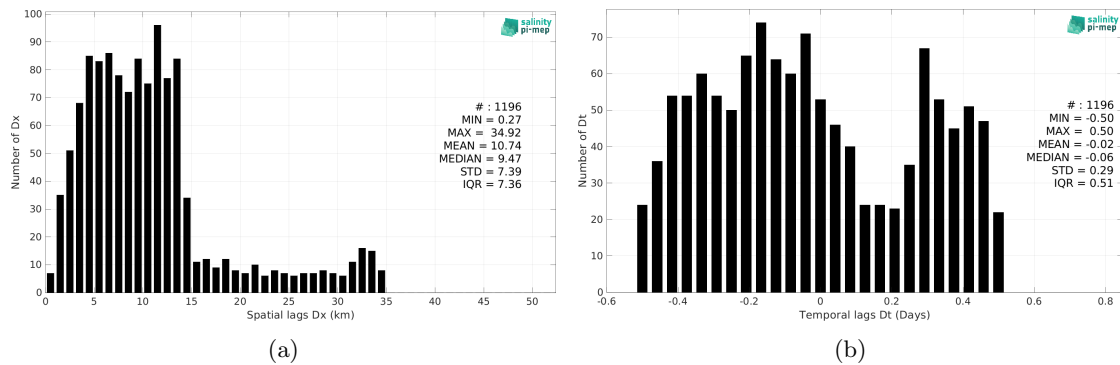 100
90
80
70
60
50
40
30
20
10
0
Number of Dx
0 5 10 15 20 25 30 35 40 45 50
Spatial lags Dx (km)
salinity
pi-mep
# : 1196
MIN = 0.27
MAX = 34.92
MEAN = 10.74
MEDIAN = 9.47
STD = 7.39
IQR = 7.36
(a)
70
60
50
40
30
20
10
0
Number of Dt
-0.6 -0.4 -0.2 0 0.2 0.4 0.6 0.8
Temporal lags Dt (Days)
salinity
pi-mep
# : 1196
MIN = -0.50
MAX = 0.50
MEAN = -0.02
MEDIAN = -0.06
STD = 0.29
IQR = 0.51
(b)